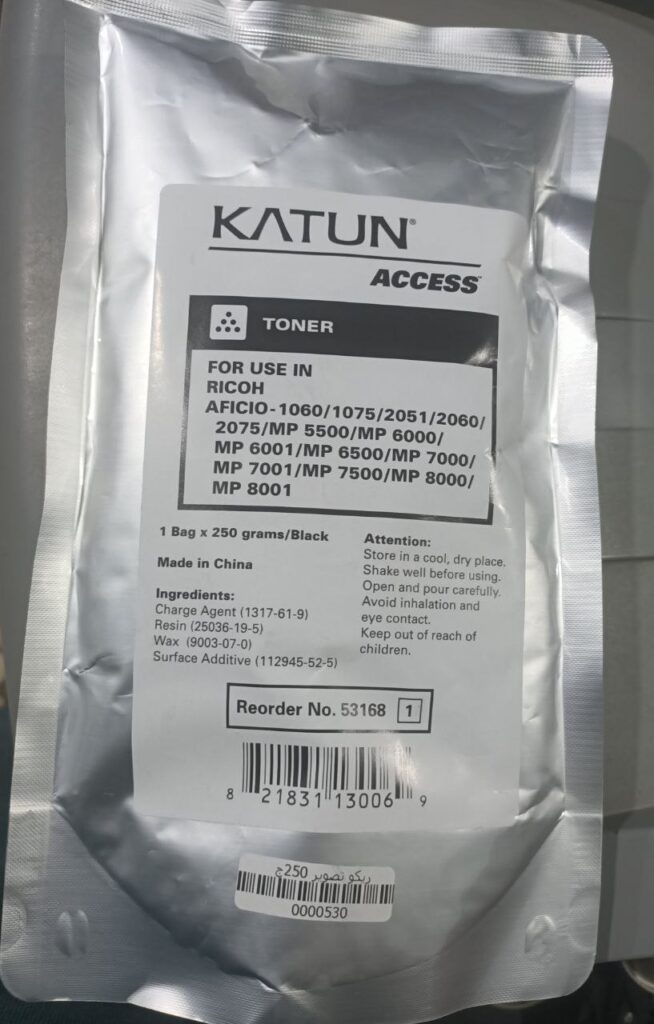 KATUN®
ACCESS™
TONER
FOR USE IN
RICOH
AFICIO-1060/1075/2051/2060/
2075/MP 5500/MP 6000/
MP 6001/MP 6500/MP 7000/
MP 7001/MP 7500/MP 8000/
MP 8001
1 Bag x 250 grams/Black
Made in China
Ingredients:
Charge Agent (1317-61-9)
Resin (25036-19-5)
Wax (9003-07-0)
Surface Additive (112945-52-5)
Attention:
Store in a cool, dry place.
Shake well before using.
Open and pour carefully.
Avoid inhalation and
eye contact.
Keep out of reach of
children.
Reorder No. 53168 1
8 21831 13006 9
ريكو تصوير 250ج
0000530